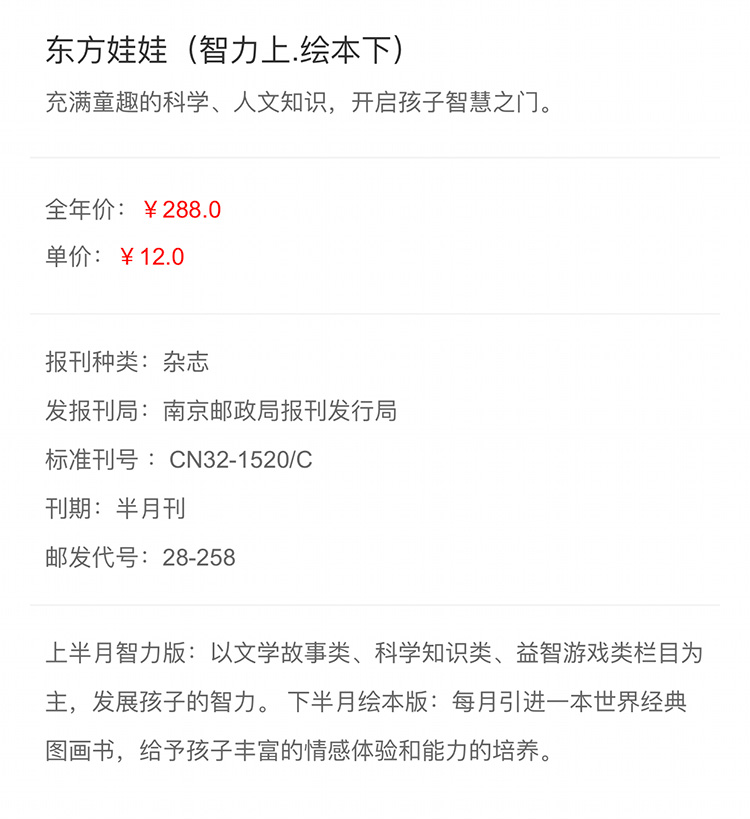 东方娃娃（智力上.绘本下）
充满童趣的科学、人文知识，开启孩子智慧之门。
全年价：￥288.0
单价：￥12.0
报刊种类：杂志
发报刊局：南京邮政局报刊发行局
标准刊号 ：CN32-1520/C
刊期：半月刊
邮发代号：28-258
上半月智力版：以文学故事类、科学知识类、益智游戏类栏目为
主，发展孩子的智力。 下半月绘本版：每月引进一本世界经典
图画书，给予孩子丰富的情感体验和能力的培养。